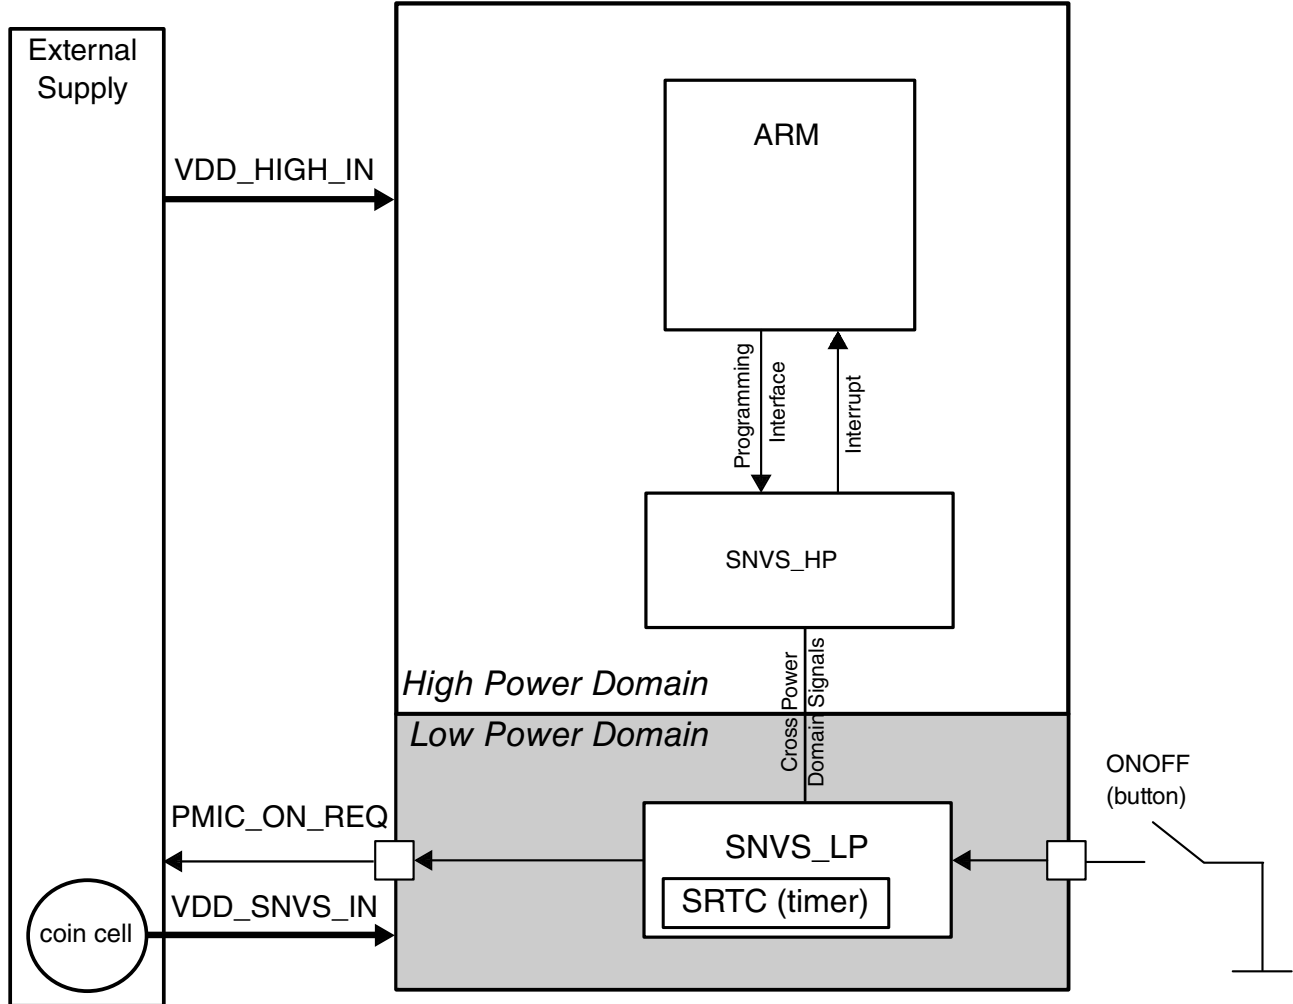 External
Supply
ARM
VDD_HIGH_IN
Programming
Interface
Interrupt
SNVS_HP
Cross Power
Domain Signals
High Power Domain
Low Power Domain
ONOFF
(button)
PMIC_ON_REQ
SNVS_LP
SRTC (timer)
VDD_SNVS_IN
coin cell